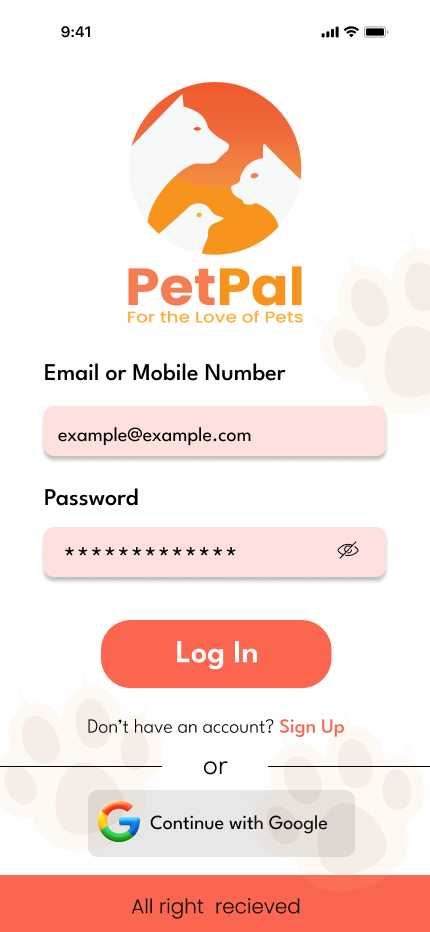 9:41
PetPal
For the Love of Pets
Email or Mobile Number
example@example.com
Password
*************
Log In
Don't have an account? Sign Up
or
Continue with Google
All right recieved